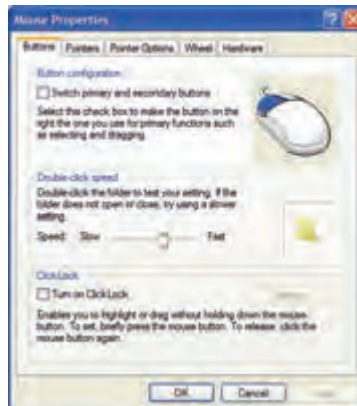 Mouse Properties
Buttons Pointers Pointer Options Wheel Hardware
Button configuration
Switch primary and secondary buttons
Select this check box to make the button on the
right the one you use for primary functions such
as selecting and dragging.
Double-click speed
Double-click the folder to test your setting. If the
folder does not open or close, try using a slower
setting.
Speed: Slow Fast
ClickLock
Turn on ClickLock
Enables you to highlight or drag without holding down the mouse
button. To set, briefly press the mouse button. To release, click the
mouse button again.
OK Cancel